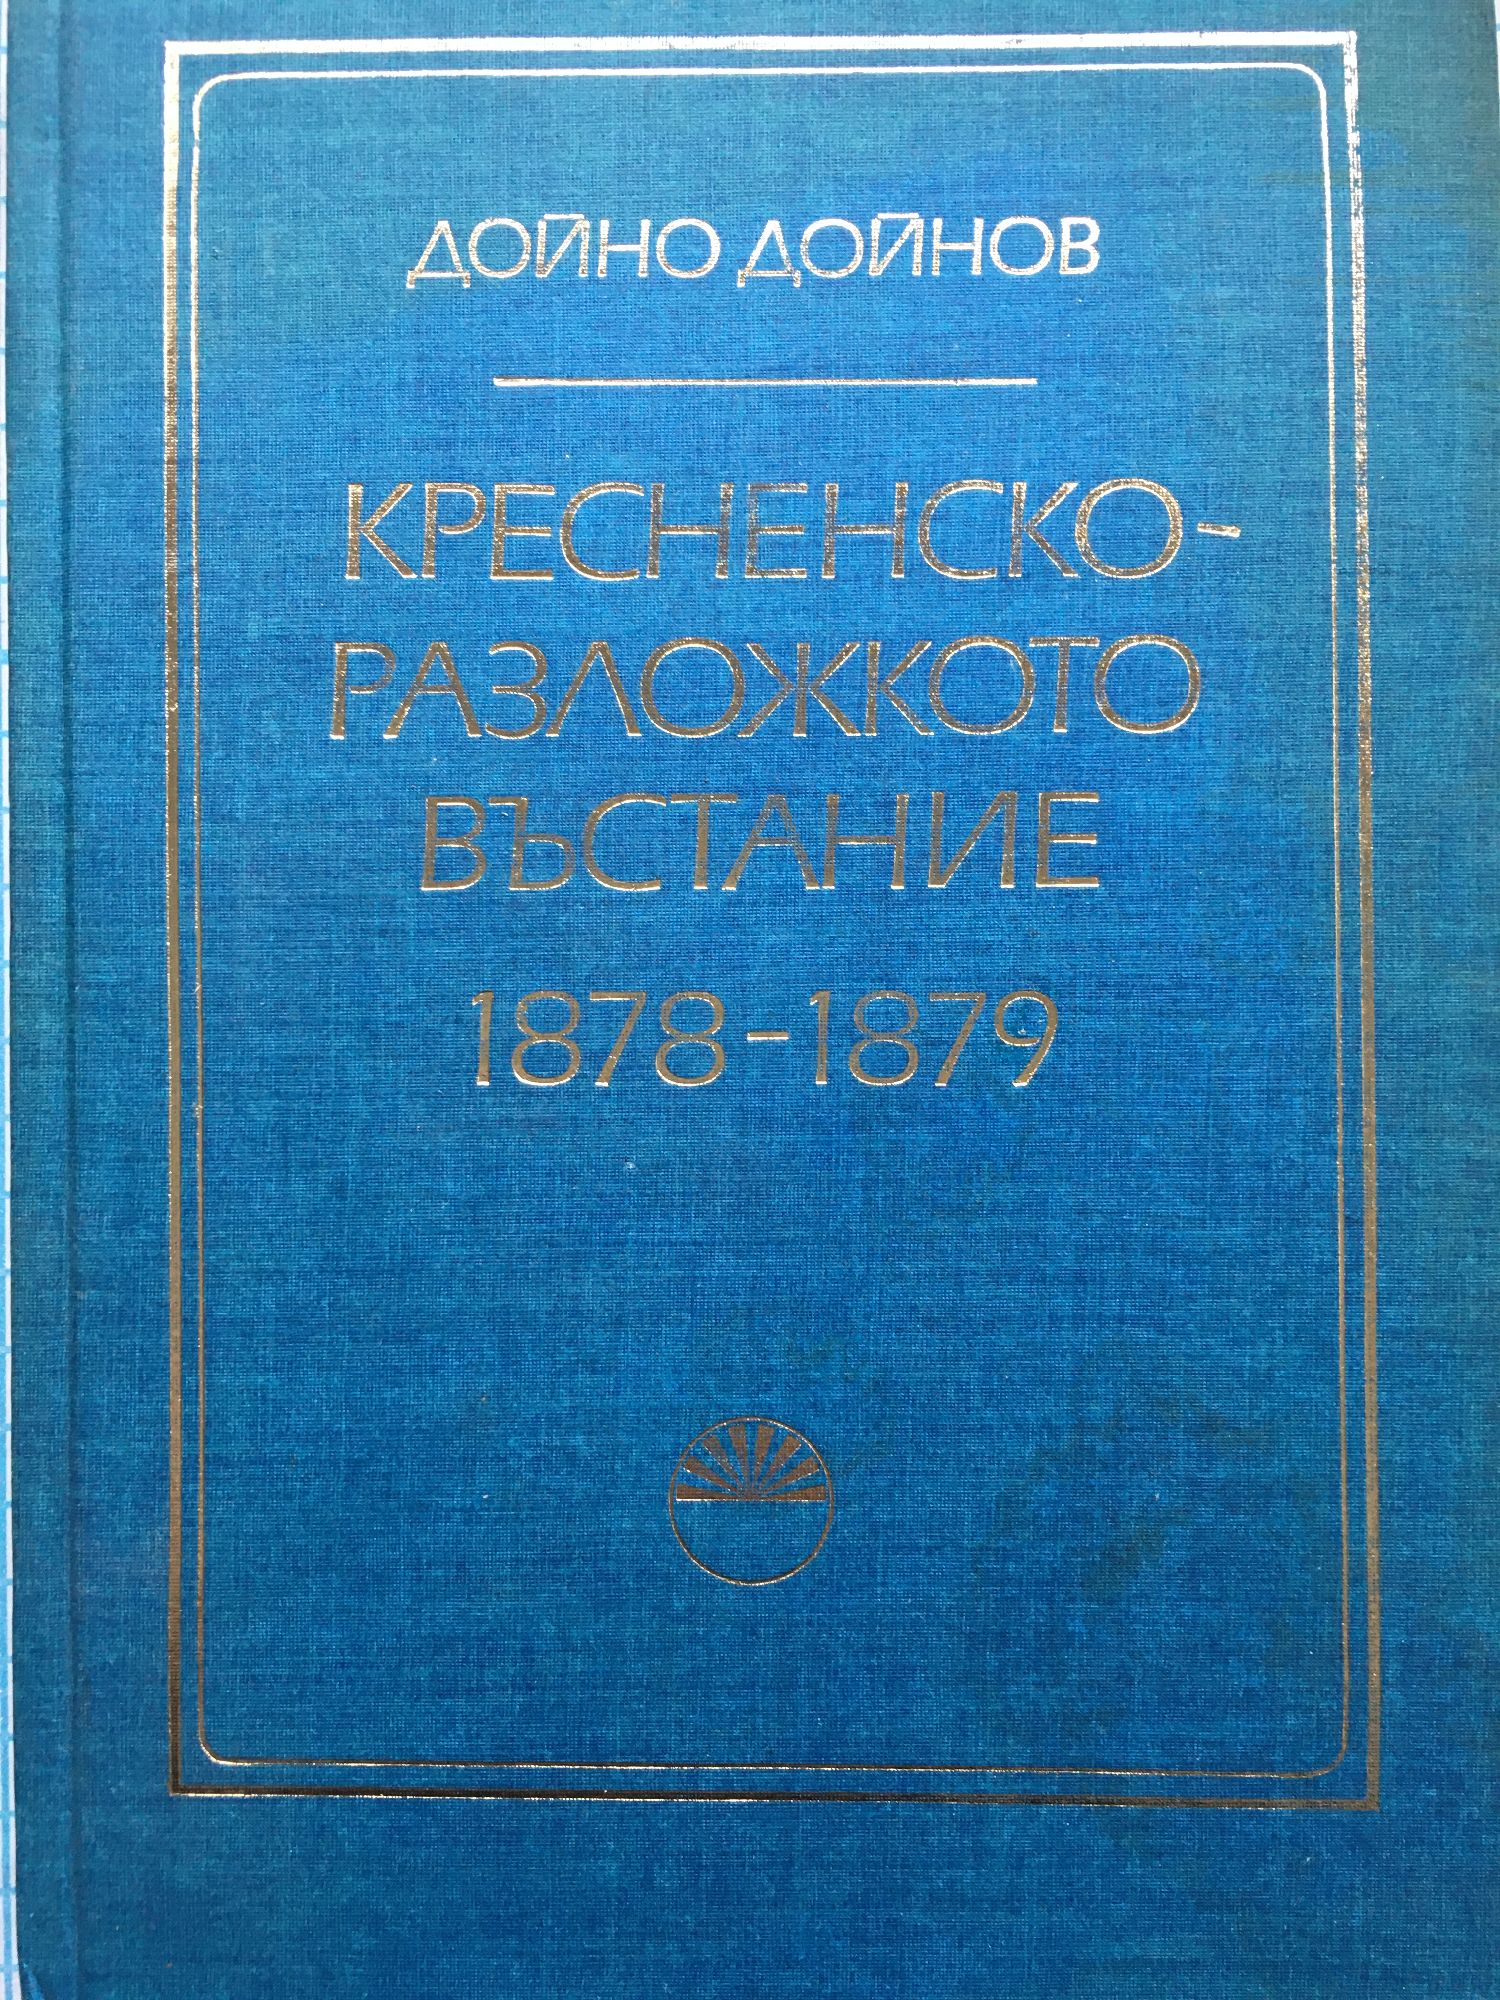 ДОЙНО ДОЙНОВ
КРЕСНЕНСКО-
РАЗЛОЖКОТО
ВЪСТАНИЕ
1878-1879